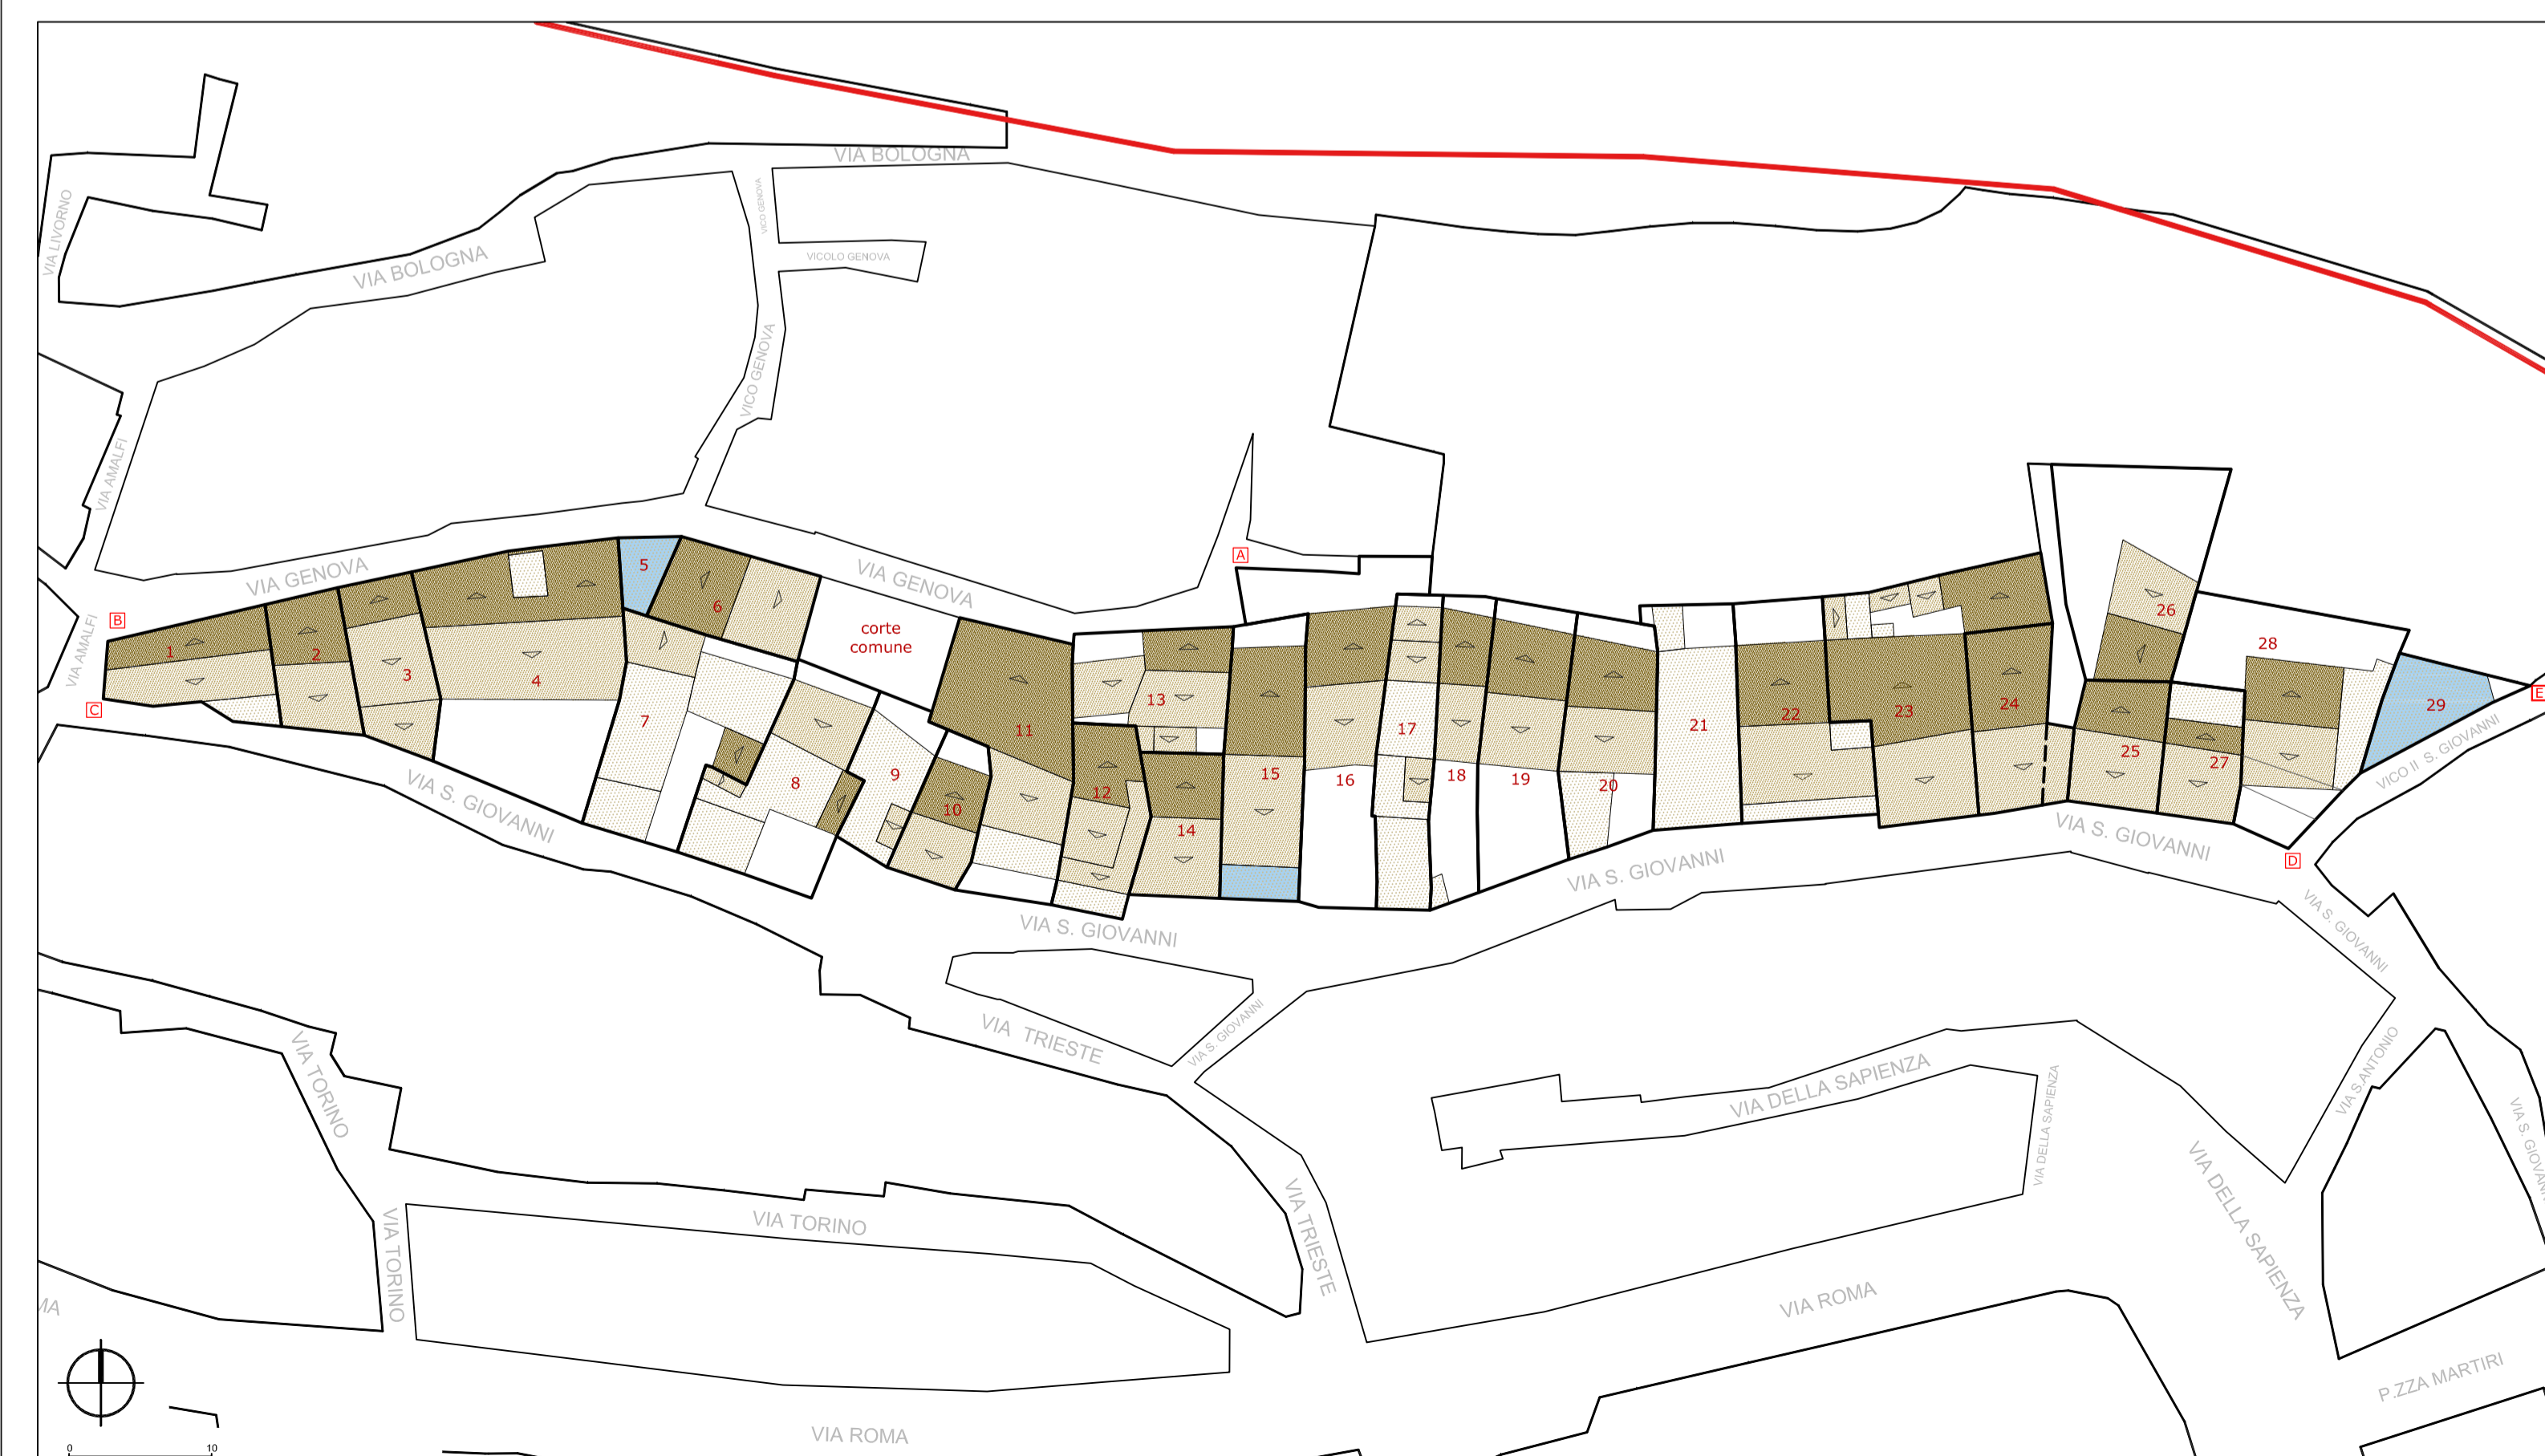 VIA BOLOGNA
VIA LIVORNO
VICO GENOVA
VIA BOLOGNA
VICOLO GENOVA
VICO GENOVA
VIA AMALFI
VIA GENOVA
VIA GENOVA
A
B
C
VIA AMALFI
1
2
3
4
5
6
7
8
9
10
11
12
13
14
15
16
17
18
19
20
21
22
23
24
25
26
27
28
29
corte
comune
E
D
VICO II S. GIOVANNI
VIA S. GIOVANNI
VIA S. GIOVANNI
VIA S. GIOVANNI
VIA S. GIOVANNI
VIA S. GIOVANNI
VIA TRIESTE
VIA S. GIOVANNI
VIA TORINO
VIA DELLA SAPIENZA
VIA DELLA SAPIENZA
VIA S.ANTONIO
VIA S. GIOVANNI
VIA DELLA SAPIENZA
VIA TORINO
VIA TORINO
VIA TRIESTE
VIA ROMA
MA
P.ZZA MARTIRI
VIA ROMA
0 10